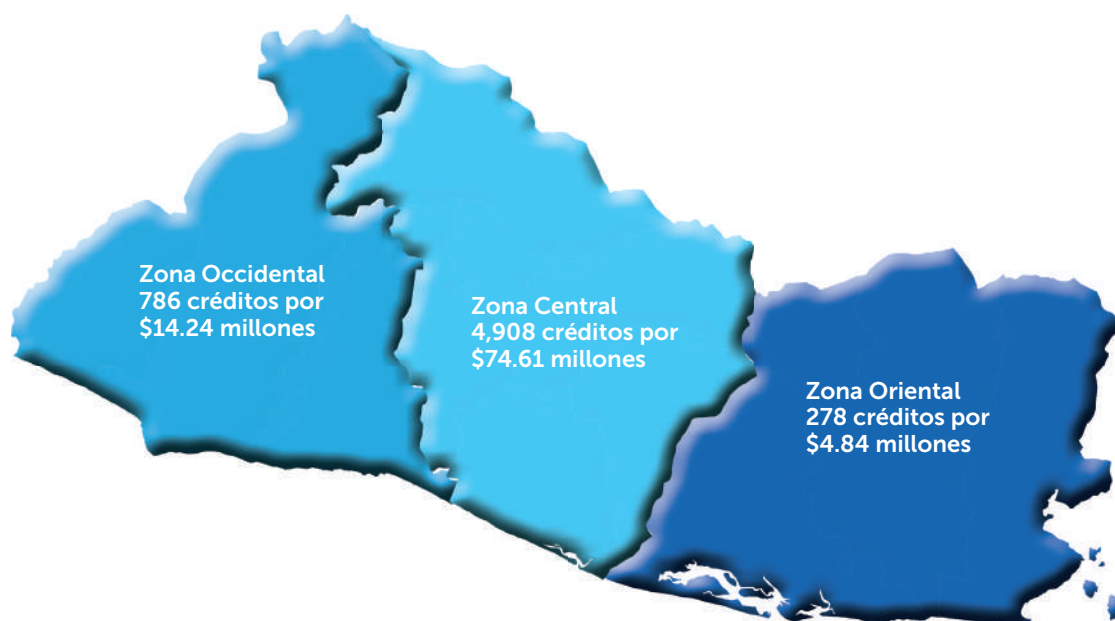 Zona Occidental
786 créditos por
$14.24 millones
Zona Central
4,908 créditos por
$74.61 millones
Zona Oriental
278 créditos por
$4.84 millones